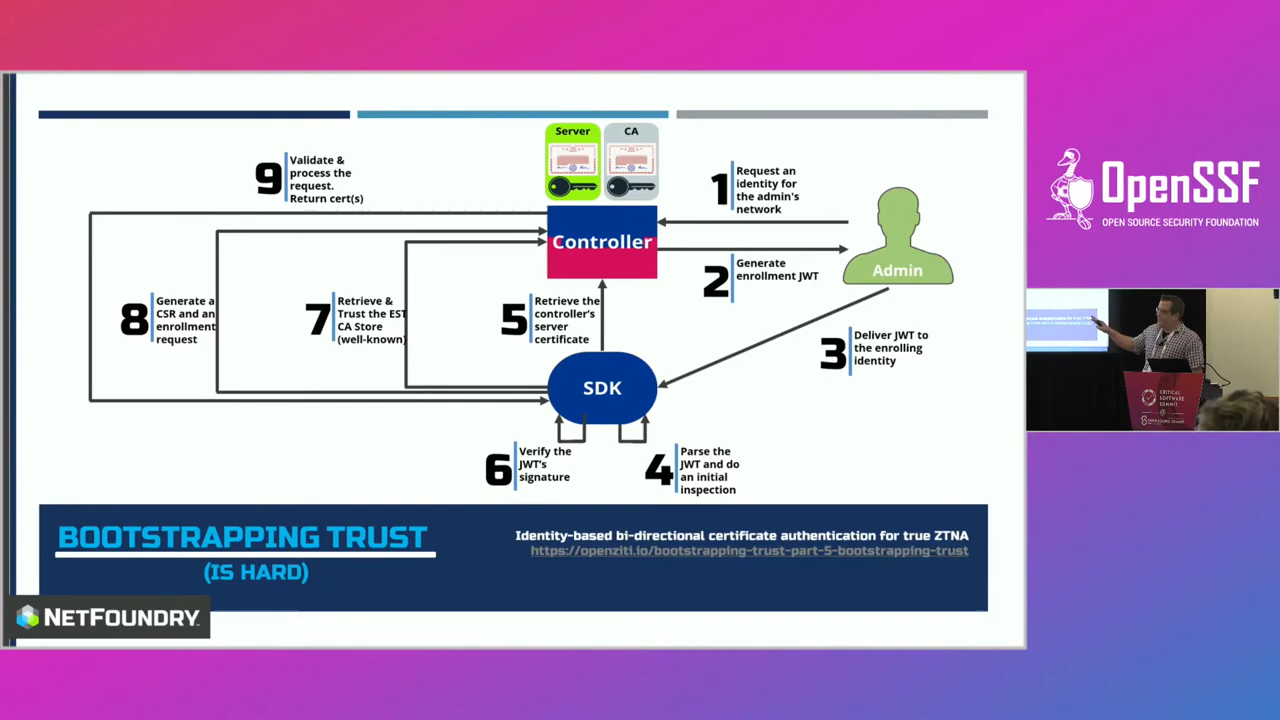 Server
CA
9
Validate &
process the
request.
Return cert(s)
1
Request an
identity for
the admin's
network
Controller
Admin
2
Generate
enrollment JWT
8
Generate a
CSR and an
enrollment
request
7
Retrieve &
Trust the EST
CA Store
(well-known)
5
Retrieve the
controller's
server
certificate
3
Deliver JWT to
the enrolling
identity
SDK
6
Verify the
JWT's
signature
4
Parse the
JWT and do
an initial
inspection
BOOTSTRAPPING TRUST
(IS HARD)
Identity-based bi-directional certificate authentication for true ZTNA
https://openziti.io/bootstrapping-trust-part-5-bootstrapping-trust
NETFOUNDRY
OpenSSF
OPEN SOURCE SECURITY FOUNDATION
CRITICAL
SOFTWARE
SUMMIT
@